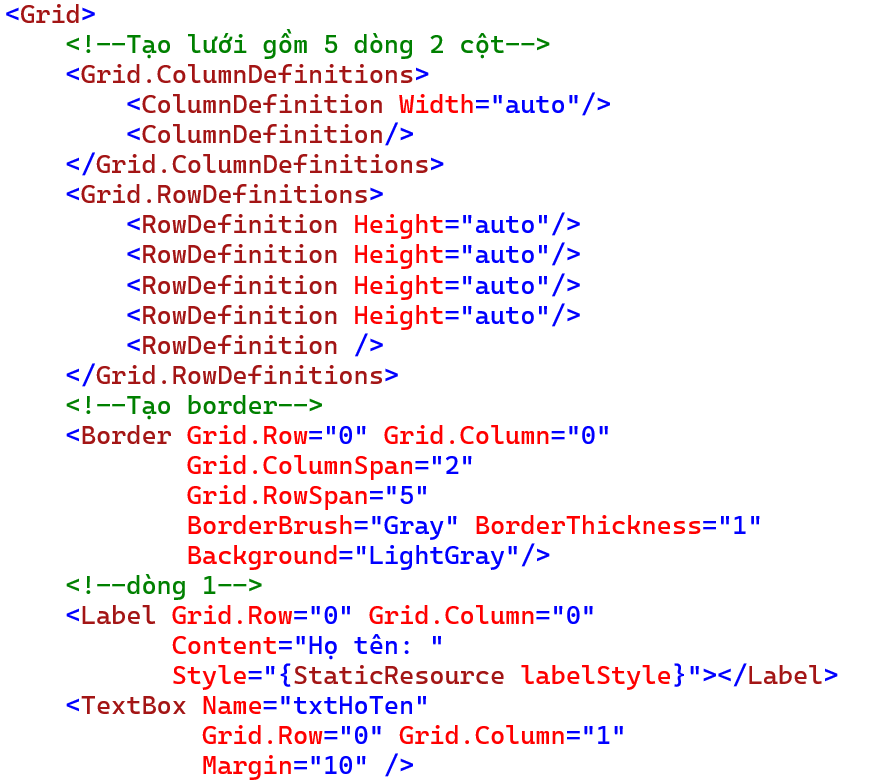 <Grid>
    <!--Tạo lưới gồm 5 dòng 2 cột-->
    <Grid.ColumnDefinitions>
        <ColumnDefinition Width="auto"/>
        <ColumnDefinition/>
    </Grid.ColumnDefinitions>
    <Grid.RowDefinitions>
        <RowDefinition Height="auto"/>
        <RowDefinition Height="auto"/>
        <RowDefinition Height="auto"/>
        <RowDefinition Height="auto"/>
        <RowDefinition />
    </Grid.RowDefinitions>
    <!--Tạo border-->
    <Border Grid.Row="0" Grid.Column="0"
            Grid.ColumnSpan="2"
            Grid.RowSpan="5"
            BorderBrush="Gray" BorderThickness="1"
            Background="LightGray"/>
    <!--dòng 1-->
    <Label Grid.Row="0" Grid.Column="0"
           Content="Họ tên: "
           Style="{StaticResource labelStyle}"></Label>
    <TextBox Name="txtHoTen"
             Grid.Row="0" Grid.Column="1"
             Margin="10" />